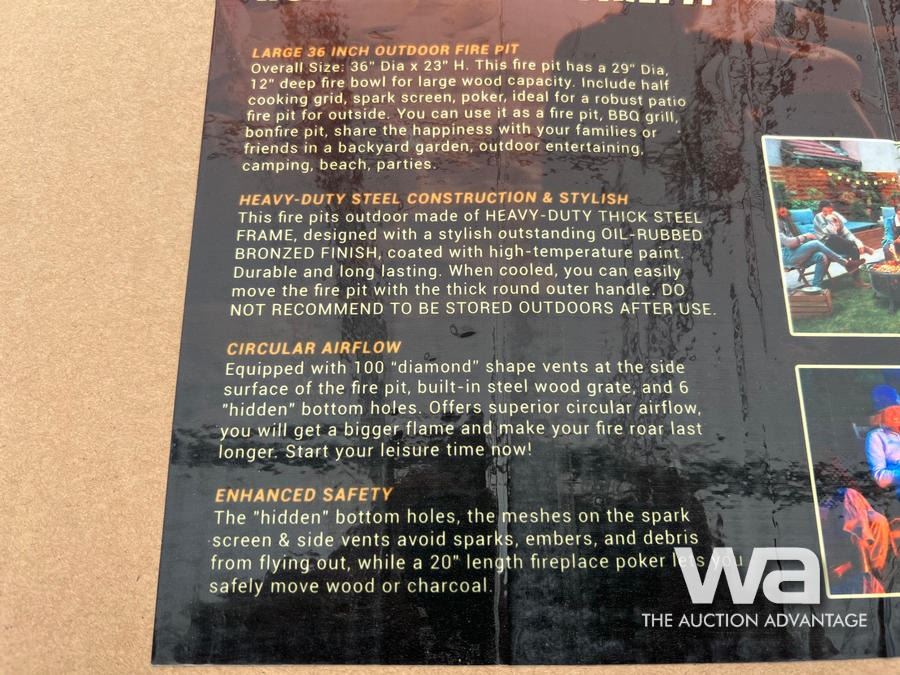 LARGE 36 INCH OUTDOOR FIRE PIT
Overall Size: 36" Dia x 23" H. This fire pit has a 29" Dia,
12" deep fire bowl for large wood capacity. Include half
cooking grid, spark screen, poker, ideal for a robust patio
fire pit for outside. You can use it as a fire pit, BBQ grill,
bonfire pit, share the happiness with your families or
friends in a backyard garden, outdoor entertaining,
camping, beach, parties.
HEAVY-DUTY STEEL CONSTRUCTION & STYLISH
This fire pits outdoor made of HEAVY-DUTY THICK STEEL
FRAME, designed with a stylish outstanding OIL-RUBBED
BRONZED FINISH, coated with high-temperature paint.
Durable and long lasting. When cooled, you can easily
move the fire pit with the thick round outer handle. DO
NOT RECOMMEND TO BE STORED OUTDOORS AFTER USE.
CIRCULAR AIRFLOW
Equipped with 100 "diamond" shape vents at the side
surface of the fire pit, built-in steel wood grate, and 6
"hidden" bottom holes. Offers superior circular airflow,
you will get a bigger flame and make your fire roar last
longer. Start your leisure time now!
ENHANCED SAFETY
The "hidden" bottom holes, the meshes on the spark
screen & side vents avoid sparks, embers, and debris
from flying out, while a 20" length fireplace poker lets you
safely move wood or charcoal.
wa
THE AUCTION ADVANTAGE